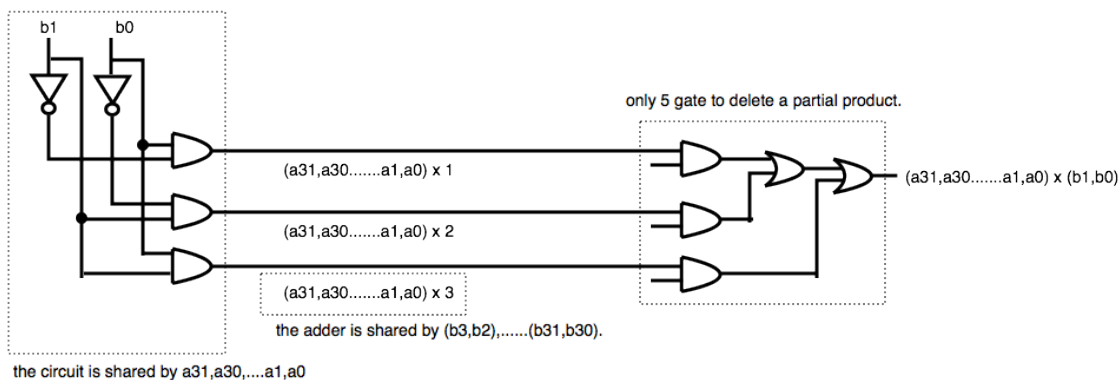 b1 b0
only 5 gate to delete a partial product.
(a31,a30.......a1,a0) x 1
(a31,a30.......a1,a0) x (b1,b0)
(a31,a30.......a1,a0) x 2
(a31,a30.......a1,a0) x 3
the adder is shared by (b3,b2),......(b31,b30).
the circuit is shared by a31,a30,....a1,a0